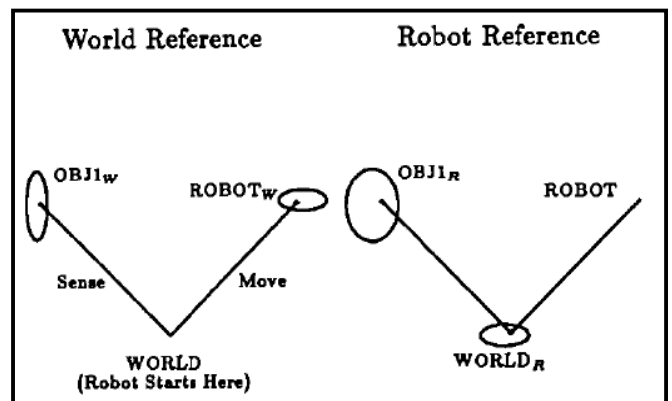 World Reference
Robot Reference
OBJ1W
ROBOTW
OBJ1R
ROBOT
Sense
Move
WORLD
(Robot Starts Here)
WORLDR